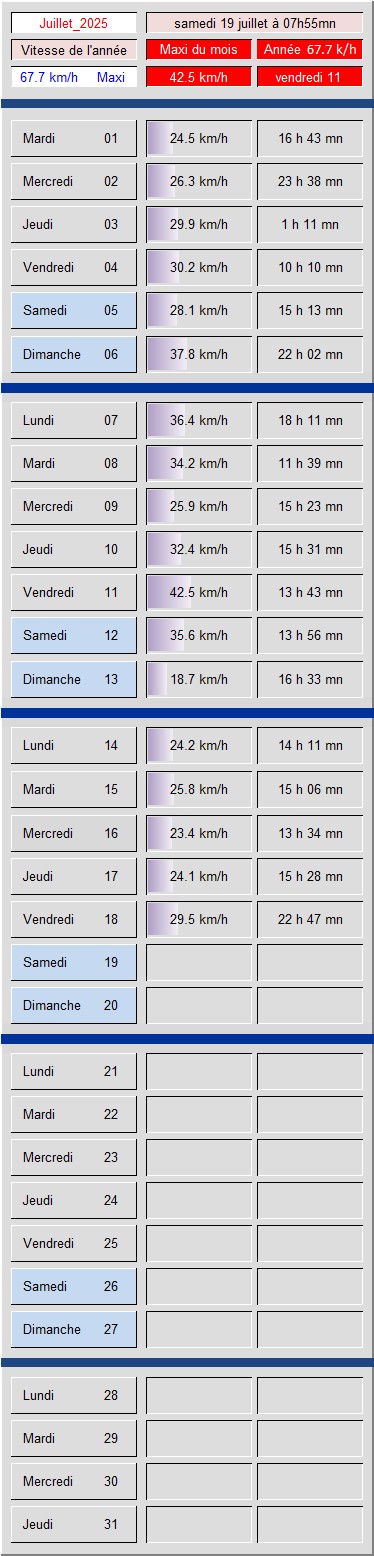 Juillet_2025 samedi 19 juillet à 07h55mn
Vitesse de l'année Maxi du mois Année 67.7 k/h
67.7 km/h Maxi 42.5 km/h vendredi 11
Mardi 01 24.5 km/h 16 h 43 mn
Mercredi 02 26.3 km/h 23 h 38 mn
Jeudi 03 29.9 km/h 1 h 11 mn
Vendredi 04 30.2 km/h 10 h 10 mn
Samedi 05 28.1 km/h 15 h 13 mn
Dimanche 06 37.8 km/h 22 h 02 mn
Lundi 07 36.4 km/h 18 h 11 mn
Mardi 08 34.2 km/h 11 h 39 mn
Mercredi 09 25.9 km/h 15 h 23 mn
Jeudi 10 32.4 km/h 15 h 31 mn
Vendredi 11 42.5 km/h 13 h 43 mn
Samedi 12 35.6 km/h 13 h 56 mn
Dimanche 13 18.7 km/h 16 h 33 mn
Lundi 14 24.2 km/h 14 h 11 mn
Mardi 15 25.8 km/h 15 h 06 mn
Mercredi 16 23.4 km/h 13 h 34 mn
Jeudi 17 24.1 km/h 15 h 28 mn
Vendredi 18 29.5 km/h 22 h 47 mn
Samedi 19
Dimanche 20
Lundi 21
Mardi 22
Mercredi 23
Jeudi 24
Vendredi 25
Samedi 26
Dimanche 27
Lundi 28
Mardi 29
Mercredi 30
Jeudi 31